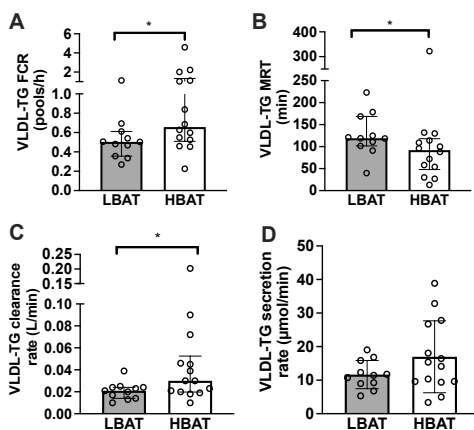 A
*
VLDL-TG FCR
(pools/h)
6
4
2
1.0
0.8
0.6
0.4
0.2
0.0
LBAT HBAT
B
*
VLDL-TG MRT
(min)
400
300
250
200
150
100
50
0
LBAT HBAT
C
*
VLDL-TG clearance
rate (L/min)
0.25
0.20
0.15
0.10
0.08
0.06
0.04
0.02
0.00
LBAT HBAT
D
VLDL-TG secretion
rate (μmol/min)
50
40
30
20
10
0
LBAT HBAT